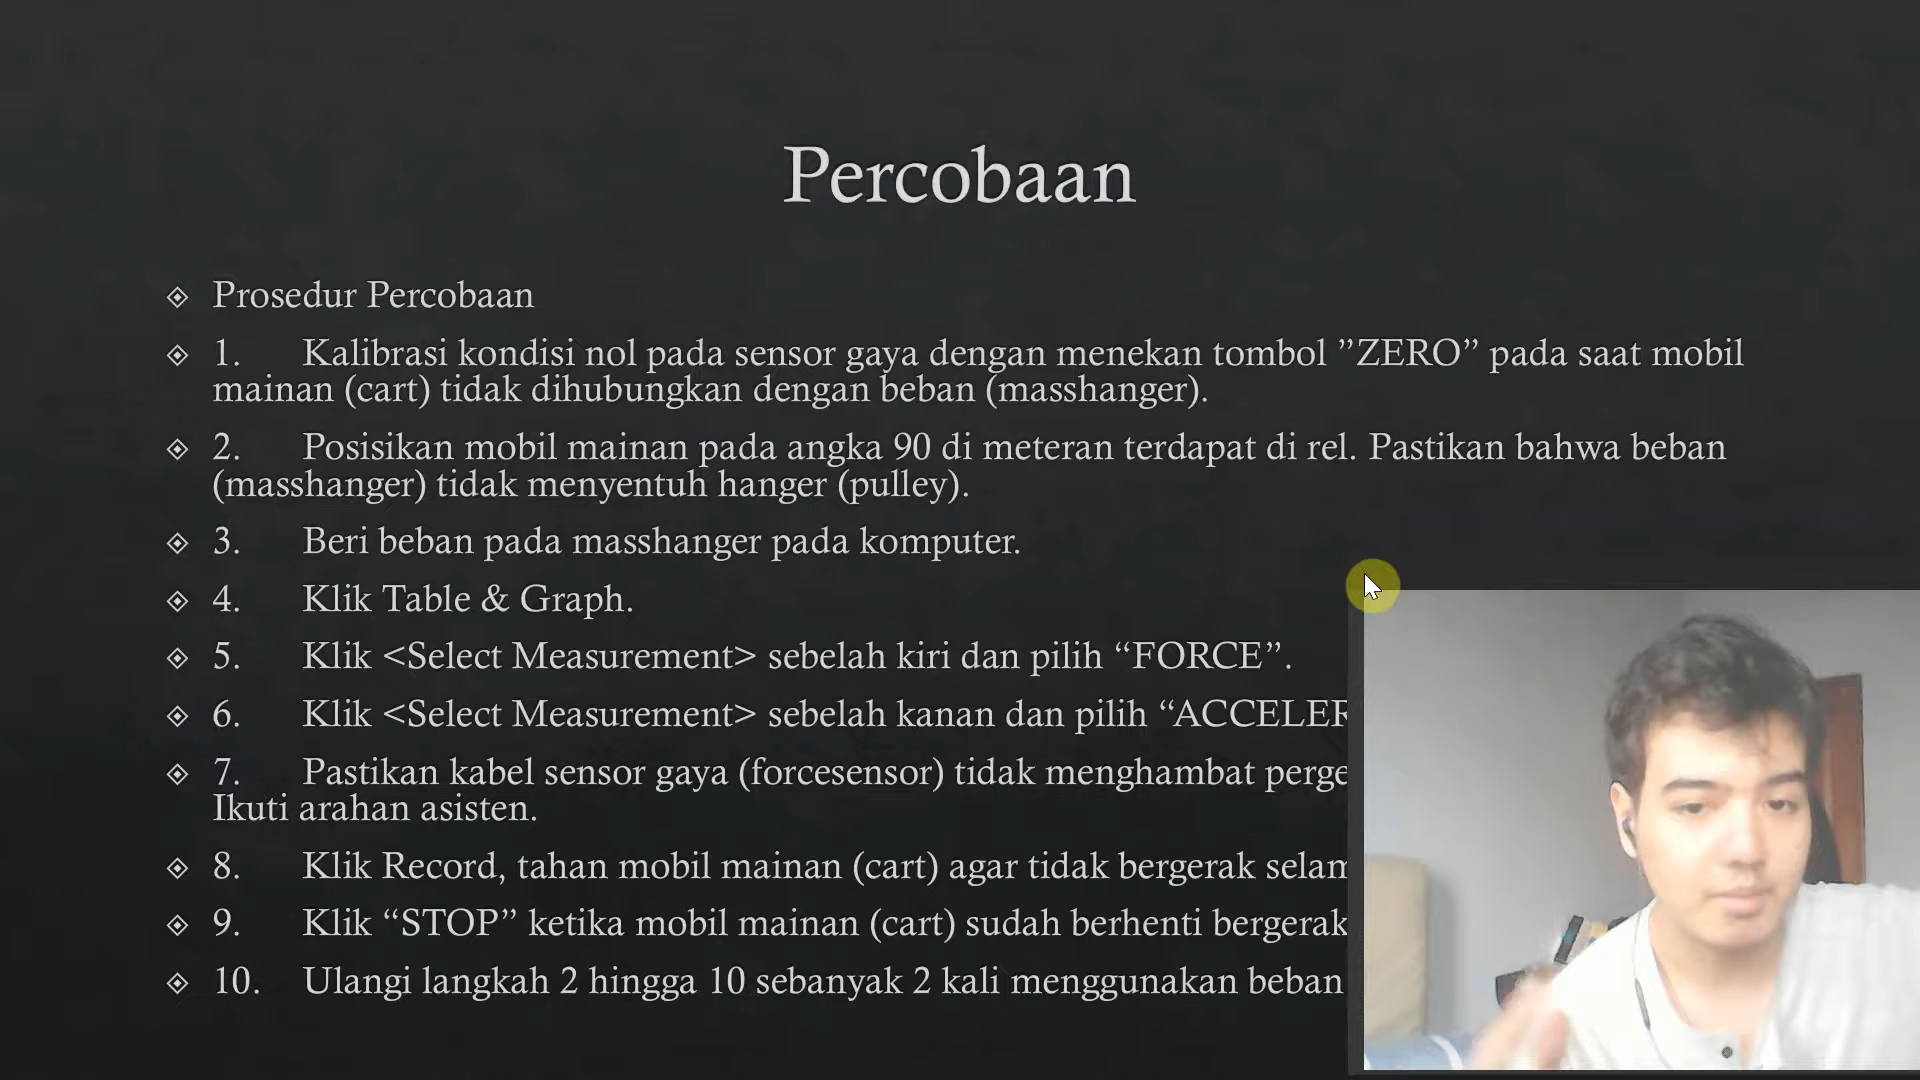 Percobaan
Prosedur Percobaan
1. Kalibrasi kondisi nol pada sensor gaya dengan menekan tombol ”ZERO” pada saat mobil
mainan (cart) tidak dihubungkan dengan beban (masshanger).
2. Posisikan mobil mainan pada angka 90 di meteran terdapat di rel. Pastikan bahwa beban
(masshanger) tidak menyentuh hanger (pulley).
3. Beri beban pada masshanger pada komputer.
4. Klik Table & Graph.
5. Klik <Select Measurement> sebelah kiri dan pilih “FORCE”.
6. Klik <Select Measurement> sebelah kanan dan pilih
7. Pastikan kabel sensor gaya (forcesensor) tidak menghambat
Ikuti arahan asisten.
8. Klik Record, tahan mobil mainan (cart) agar tidak bergerak
9. Klik “STOP” ketika mobil mainan (cart) sudah berhenti bergerak
10. Ulangi langkah 2 hingga 10 sebanyak 2 kali menggunakan beban